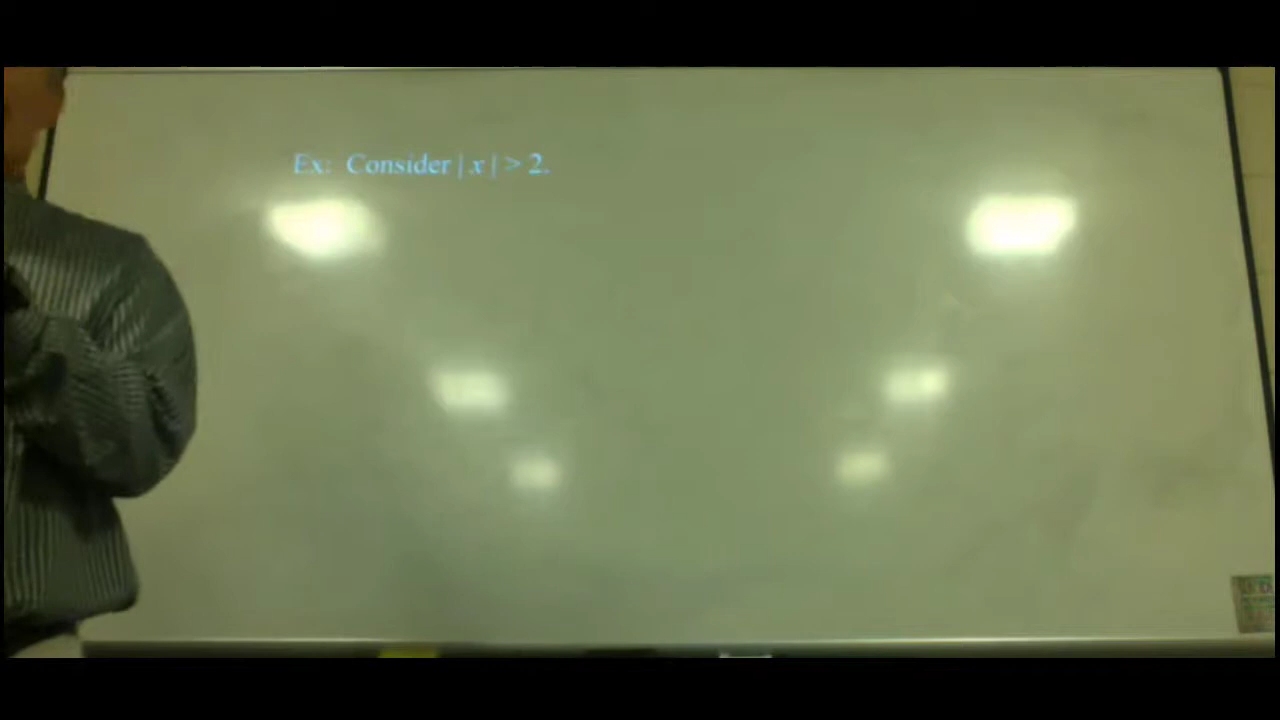 Ex: Consider | x | > 2.